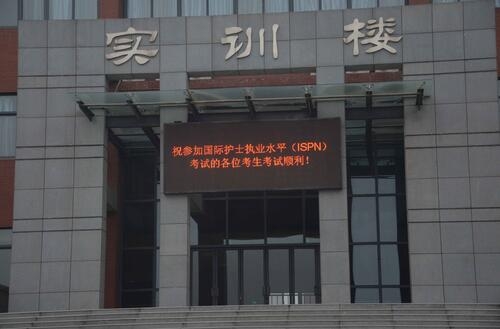 实训楼
祝参加国际护士执业水平（ISPN）
考试的各位考生考试顺利！